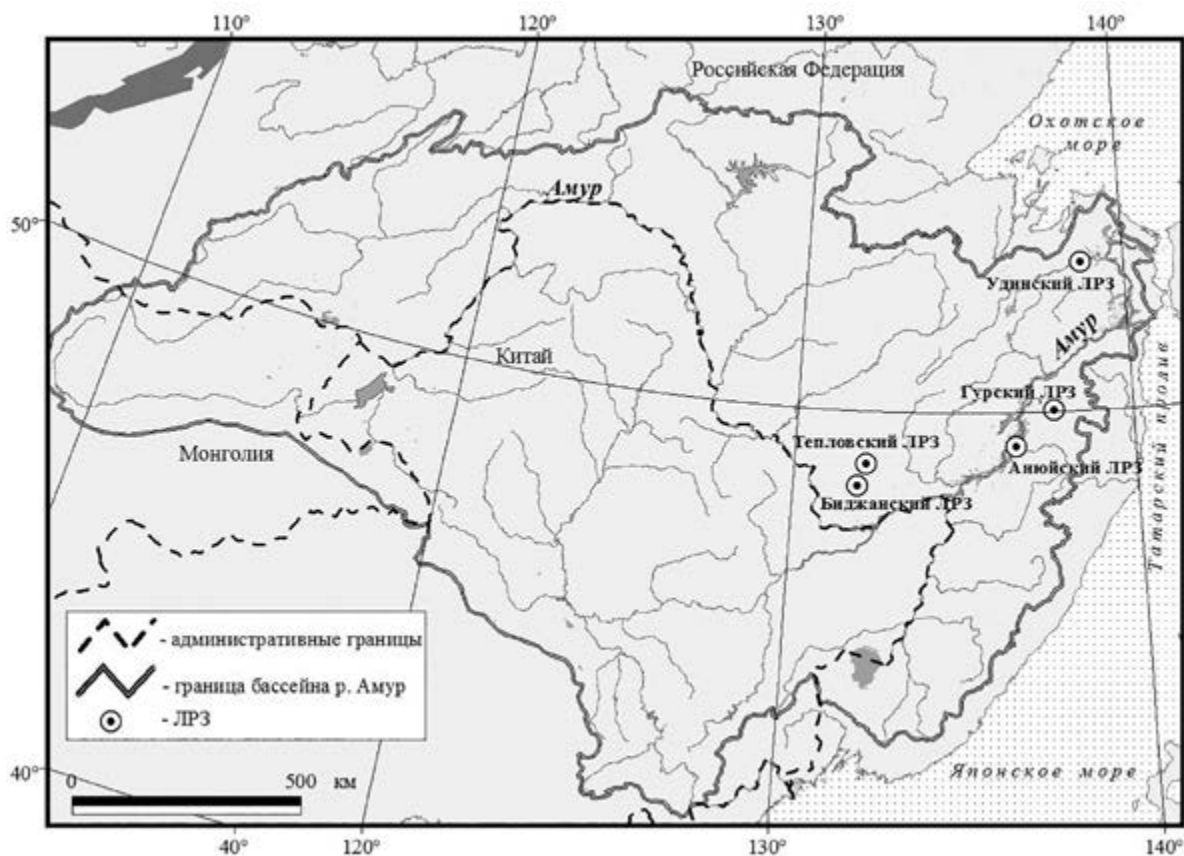 110°
120°
130°
140°
Российская Федерация
Охотское
море
Амур
50°
Удинский ЛРЗ
Амур
Китай
Гурский ЛРЗ
Татарский пролив
Тепловский ЛРЗ
Монголия
Анюйский ЛРЗ
Биджанский ЛРЗ
- административные границы
- граница бассейна р. Амур
- ЛРЗ
40°
0
500 км
Японское море
40°
120°
130°
140°